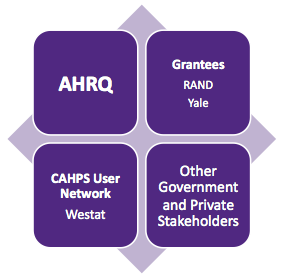 AHRQ
Grantees
RAND
Yale
CAHPS User
Network
Westat
Other
Government
and Private
Stakeholders